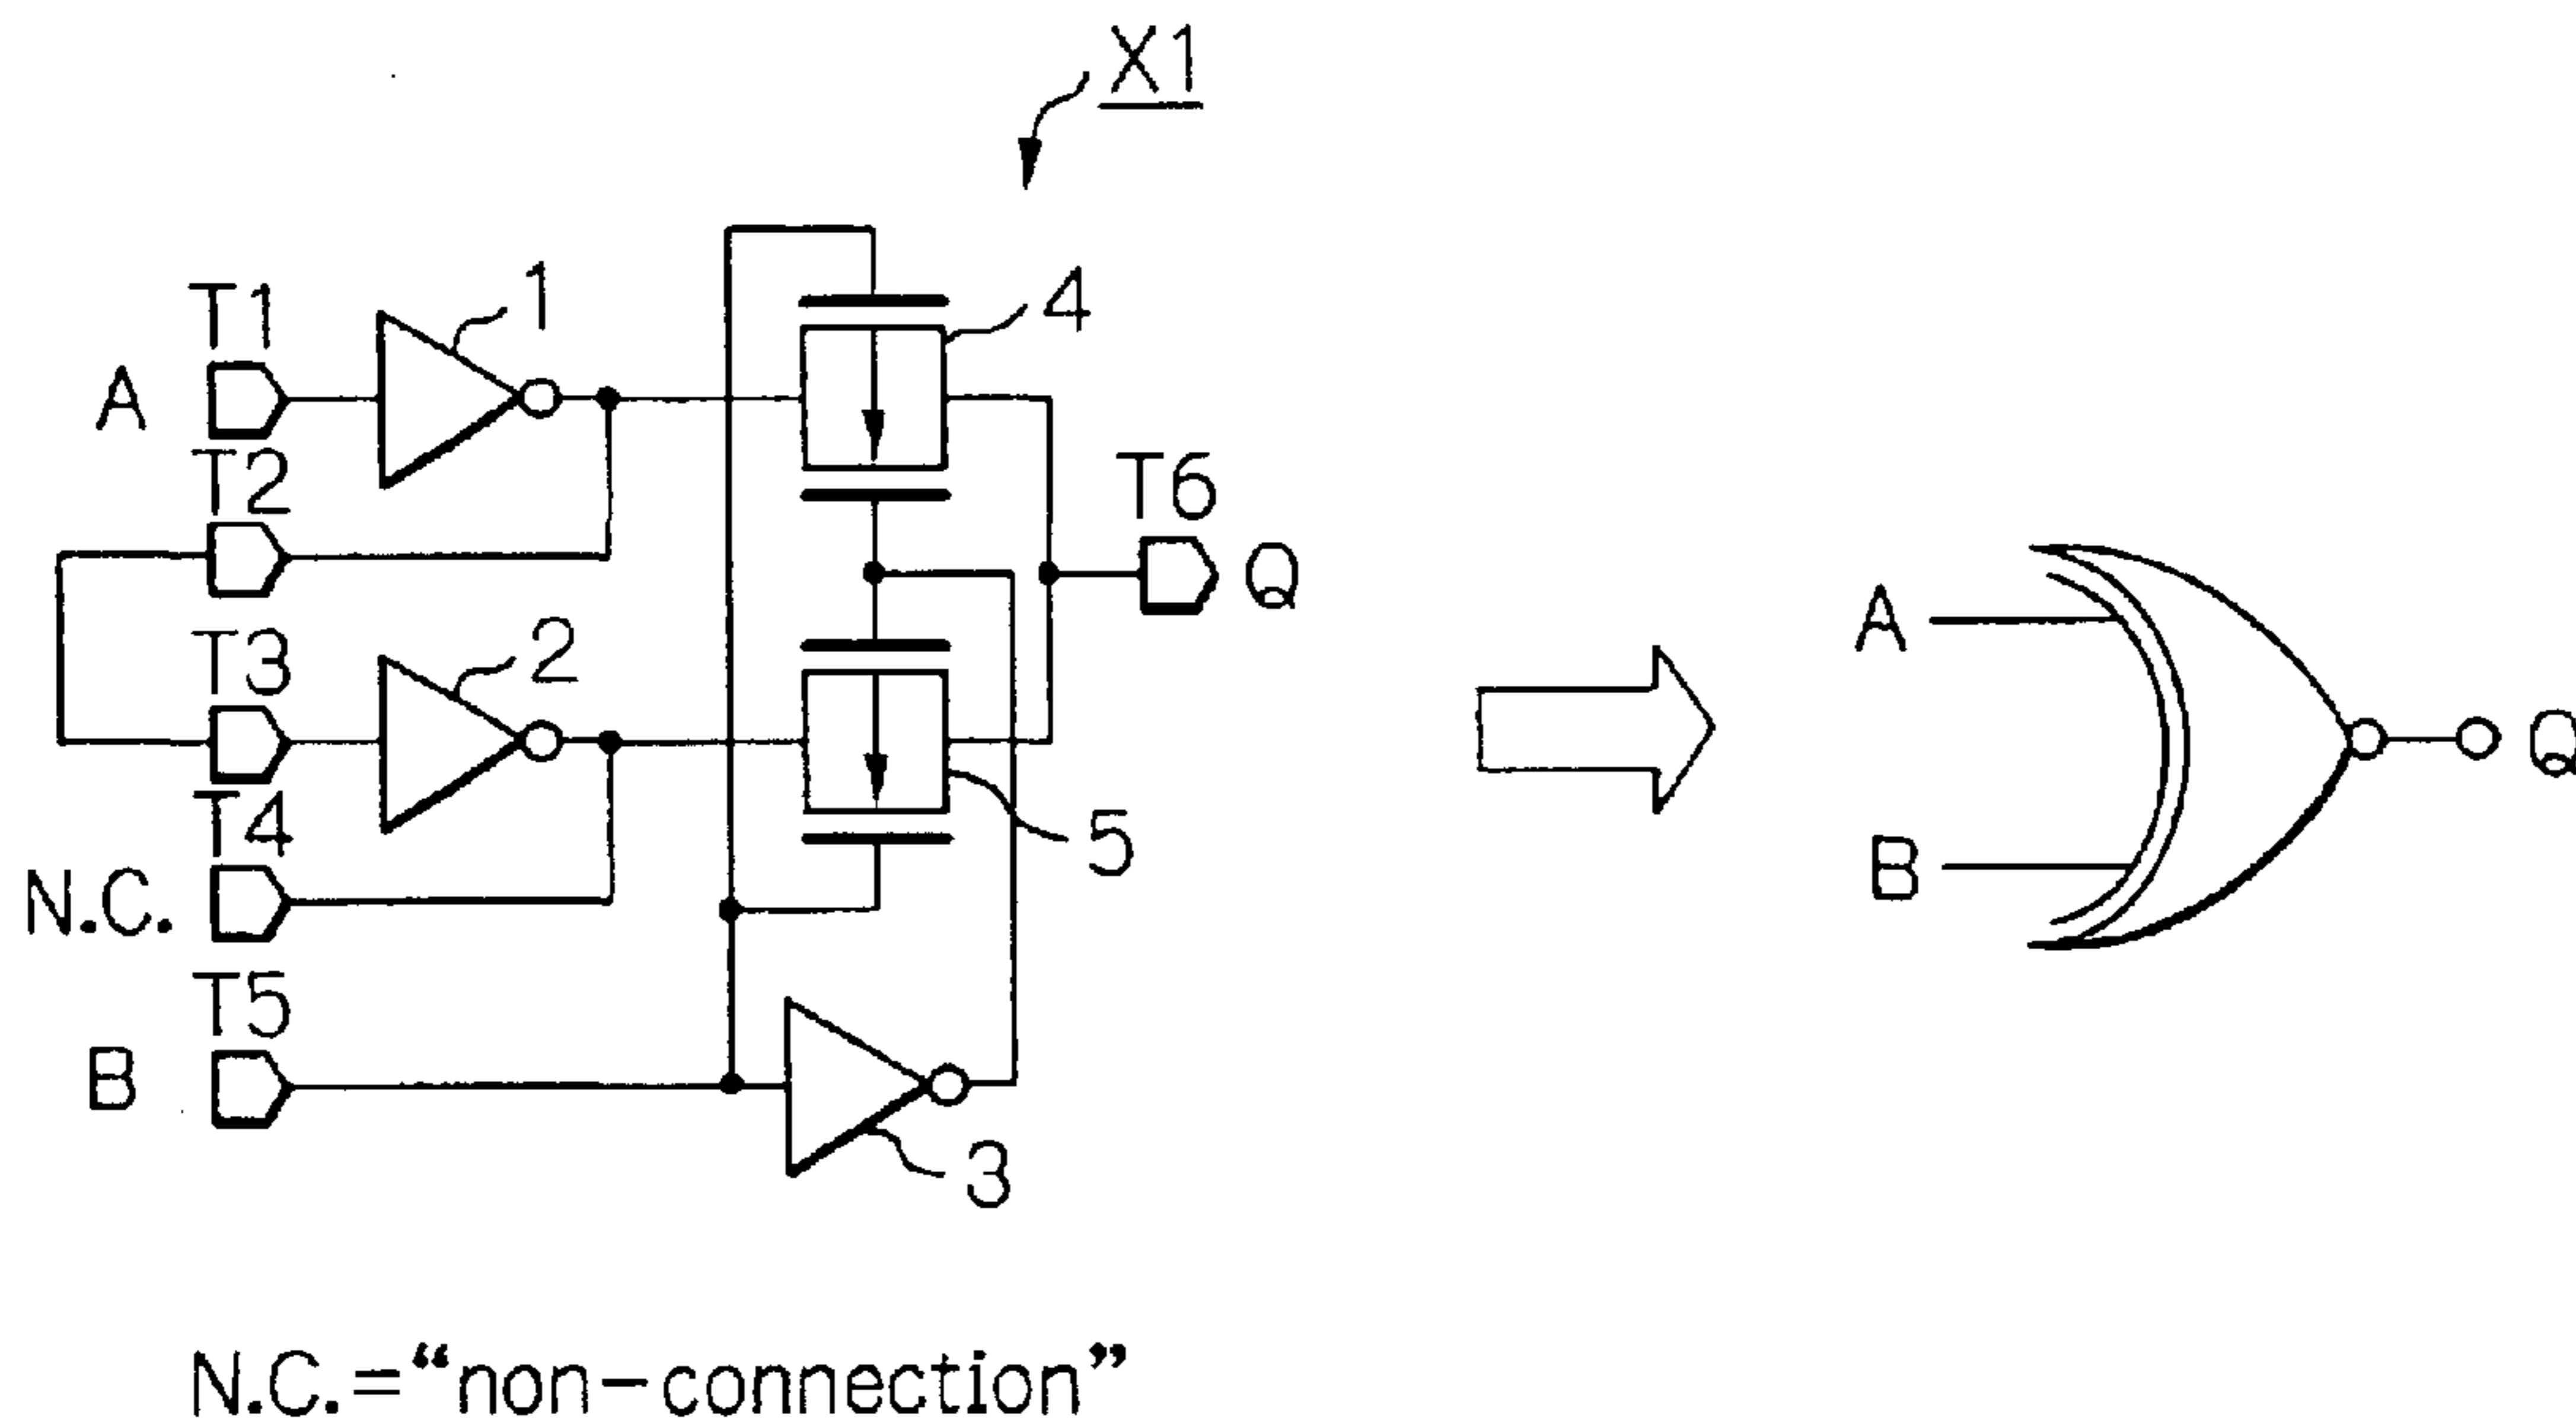 X1
T1
1
4
A
T2
T6
Q
T3
2
A
Q
T4
5
B
N.C.
T5
B
3
N.C.="non-connection"